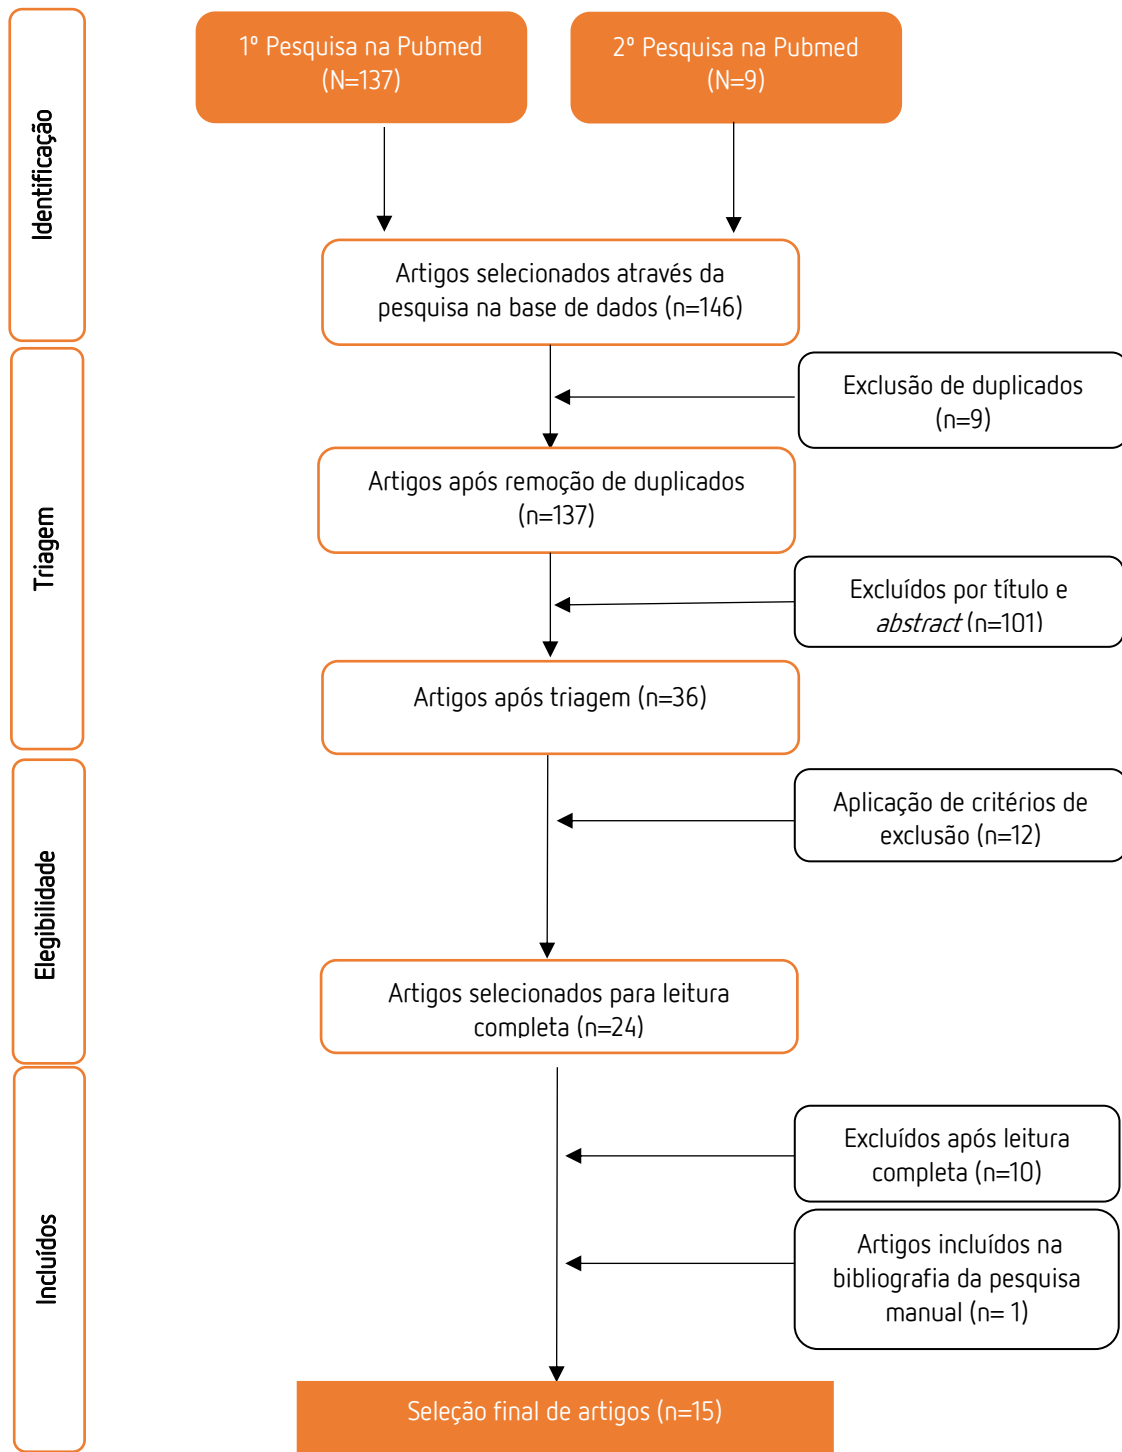 Identificação
1º Pesquisa na Pubmed
(N=137)
2º Pesquisa na Pubmed
(N=9)
Artigos selecionados através da
pesquisa na base de dados (n=146)
Triagem
Exclusão de duplicados
(n=9)
Artigos após remoção de duplicados
(n=137)
Excluídos por título e
abstract (n=101)
Artigos após triagem (n=36)
Elegibilidade
Aplicação de critérios de
exclusão (n=12)
Artigos selecionados para leitura
completa (n=24)
Incluídos
Excluídos após leitura
completa (n=10)
Artigos incluídos na
bibliografia da pesquisa
manual (n= 1)
Seleção final de artigos (n=15)